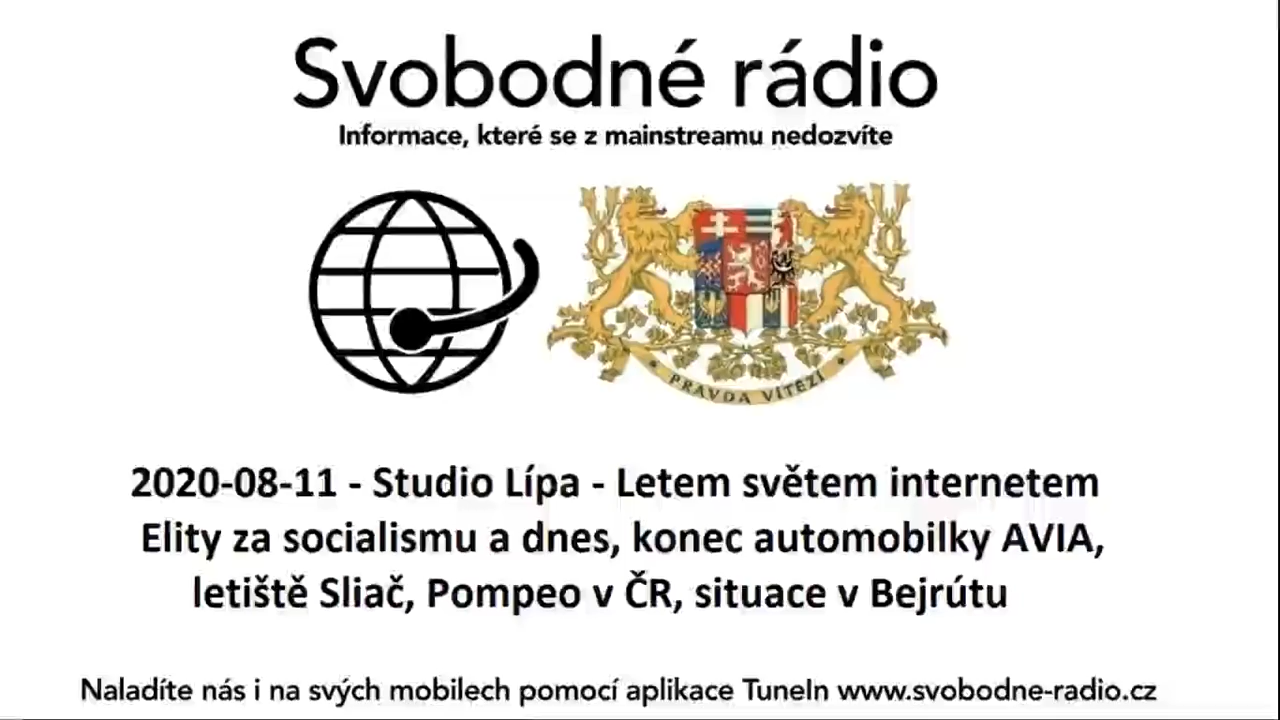 Svobodné rádio
Informace, které se z mainstreamu nedozvíte
PRAVDA VÍTĚZÍ
2020-08-11 - Studio Lípa - Letem světem internetem
Elity za socialismu a dnes, konec automobilky AVIA,
letiště Sliač, Pompeo v ČR, situace v Bejrútu
Naladíte nás i na svých mobilech pomocí aplikace TuneIn www.svobodne-radio.cz